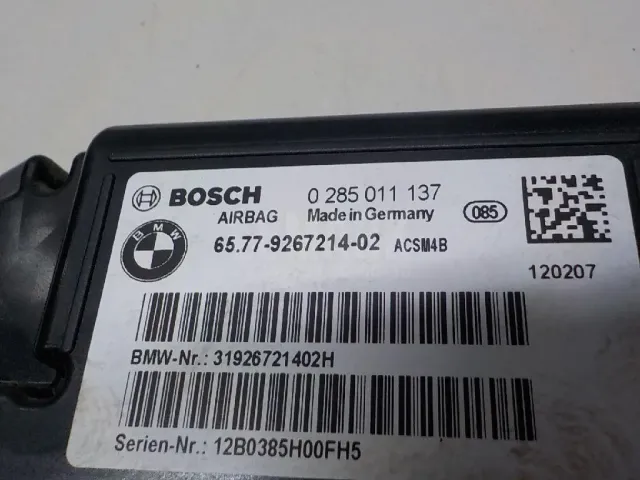 BOSCH 0 285 011 137
AIRBAG Made in Germany 085
BMW 65.77-9267214-02 ACSM4B
120207
BMW-Nr.: 31926721402H
Serien-Nr.: 12B0385H00FH5